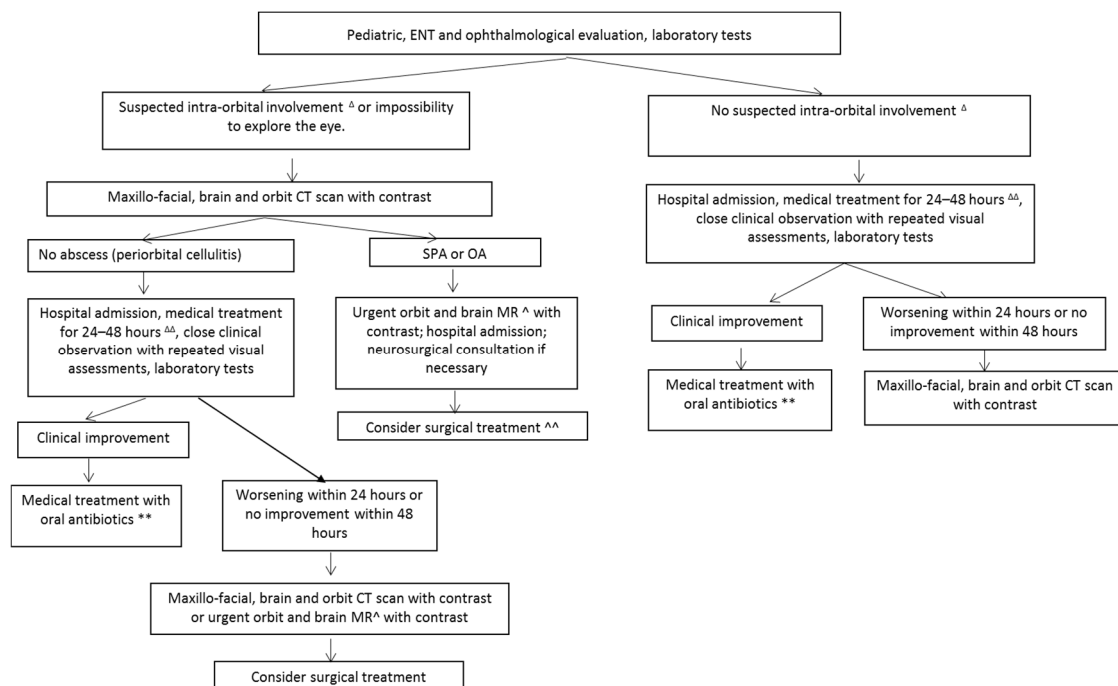 Pediatric, ENT and ophthalmological evaluation, laboratory tests
Suspected intra-orbital involvement Δ or impossibility
to explore the eye.
No suspected intra-orbital involvement Δ
Maxillo-facial, brain and orbit CT scan with contrast
Hospital admission, medical treatment for 24–48 hours ΔΔ,
close clinical observation with repeated visual
assessments, laboratory tests
No abscess (periorbital cellulitis)
SPA or OA
Hospital admission, medical treatment
for 24–48 hours ΔΔ, close clinical
observation with repeated visual
assessments, laboratory tests
Urgent orbit and brain MR ^ with
contrast; hospital admission;
neurosurgical consultation if
necessary
Clinical improvement
Worsening within 24 hours or no
improvement within 48 hours
Medical treatment with
oral antibiotics **
Maxillo-facial, brain and orbit CT scan
with contrast
Consider surgical treatment ^^
Clinical improvement
Medical treatment with
oral antibiotics **
Worsening within 24 hours or
no improvement within 48
hours
Maxillo-facial, brain and orbit CT scan with contrast
or urgent orbit and brain MR^ with contrast
Consider surgical treatment